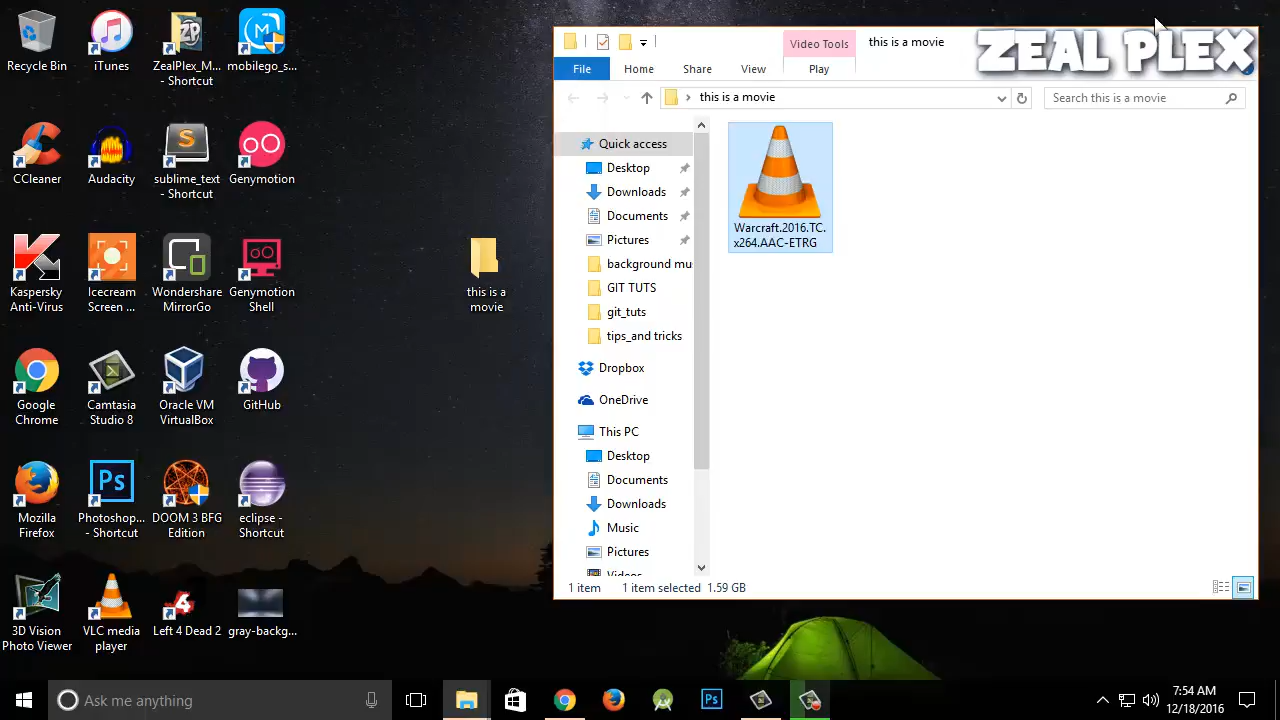 Recycle Bin
iTunes
ZealPlex_M...
- Shortcut
mobilego_s...
CCleaner
Audacity
sublime_text
- Shortcut
Genymotion
Kaspersky
Anti-Virus
Icecream
Screen ...
Wondershare
MirrorGo
Genymotion
Shell
Google
Chrome
Camtasia
Studio 8
Oracle VM
VirtualBox
GitHub
Mozilla
Firefox
Ps
Photoshop...
- Shortcut
DOOM 3 BFG
Edition
eclipse -
Shortcut
3D Vision
Photo Viewer
VLC media
player
Left 4 Dead 2
gray-backg...
this is a
movie
Video Tools
this is a movie
ZEAL PLEX
File
Home
Share
View
Play
this is a movie
Search this is a movie
Quick access
Desktop
Downloads
Documents
Pictures
background mu
GIT TUTS
git_tuts
tips_and tricks
Dropbox
OneDrive
This PC
Desktop
Documents
Downloads
Music
Pictures
Videos
Warcraft.2016.TC.
x264.AAC-ETRG
1 item
1 item selected
1.59 GB
Ask me anything
Ps
7:54 AM
12/18/2016